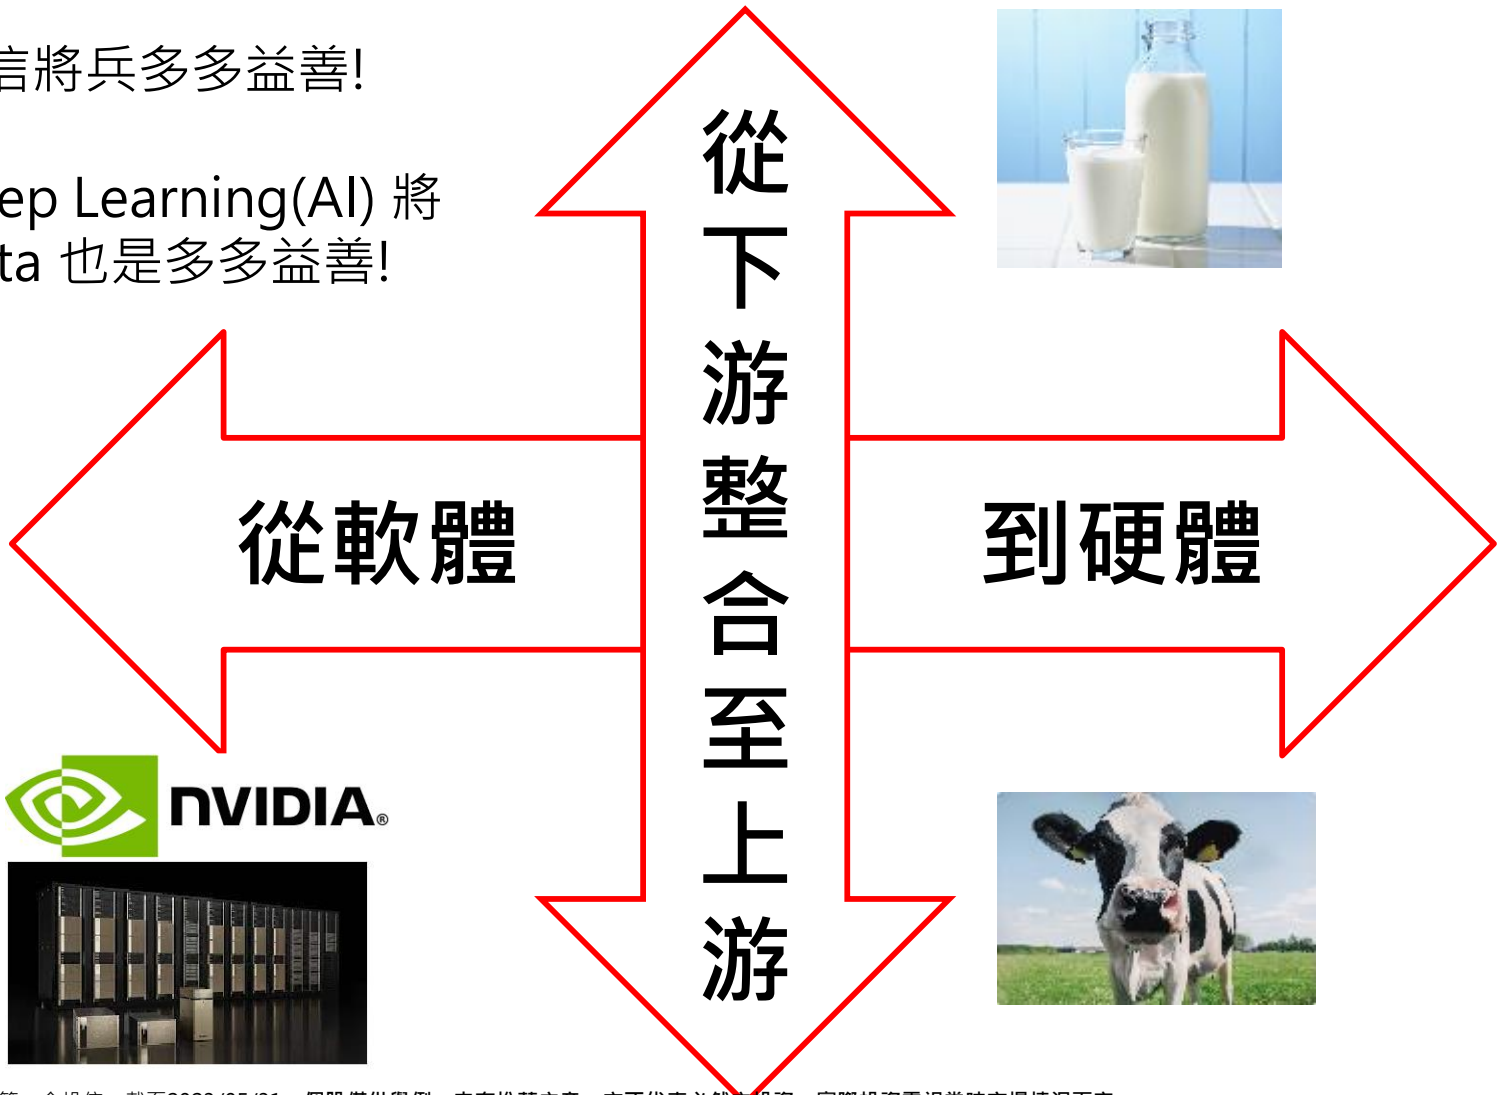 言將兵多多益善!
ep Learning(AI) 將
ta 也是多多益善!
從下游整合至上游
從軟體
到硬體
NVIDIA®